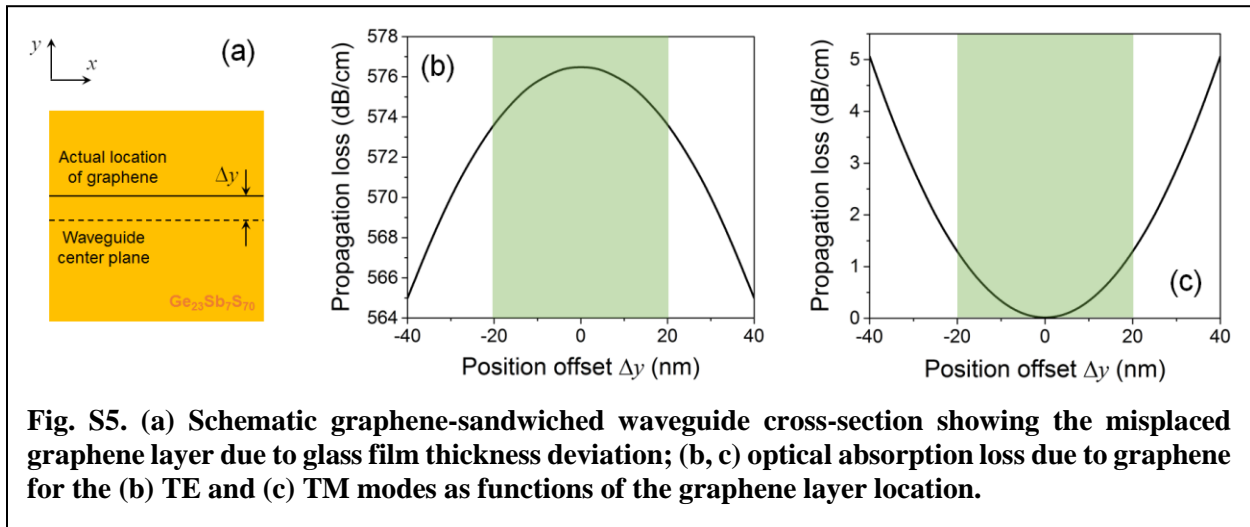 y
x
(a)
Actual location
of graphene
Δy
Waveguide
center plane
Ge₂₃Sb₇S₇₀
(b)
Propagation loss (dB/cm)
578
576
574
572
570
568
566
564
-40 -20 0 20 40
Position offset Δy (nm)
(c)
Propagation loss (dB/cm)
5
4
3
2
1
0
-40 -20 0 20 40
Position offset Δy (nm)
Fig. S5. (a) Schematic graphene-sandwiched waveguide cross-section showing the misplaced
graphene layer due to glass film thickness deviation; (b, c) optical absorption loss due to graphene
for the (b) TE and (c) TM modes as functions of the graphene layer location.